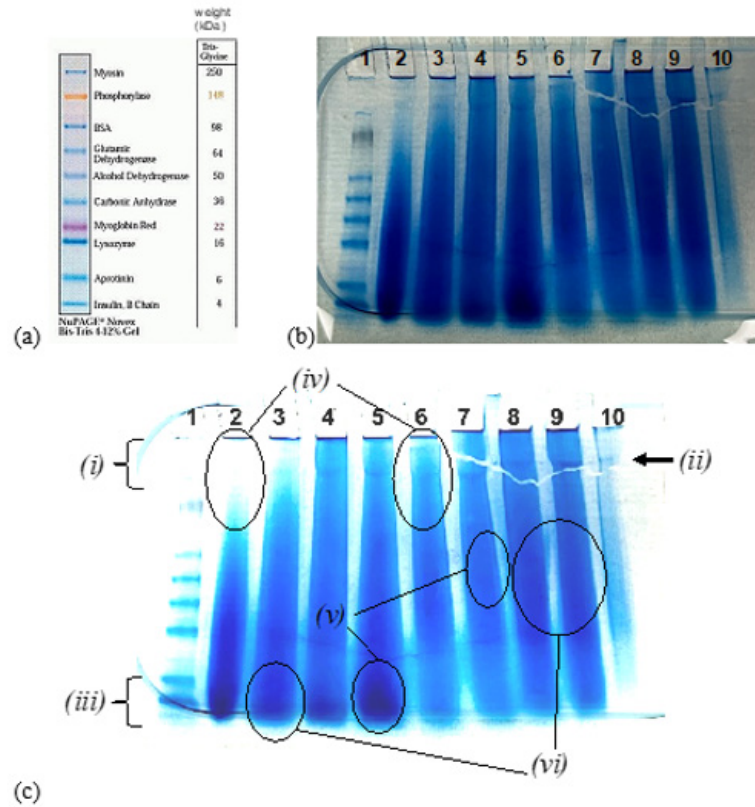 weight
(kDa)
Tris-
Glycine
Myosin 250
Phosphorylase 148
BSA 98
Glutamic
Dehydrogenase 64
Alcohol Dehydrogenase 50
Carbonic Anhydrase 36
Myoglobin Red 22
Lysozyme 16
Aprotinin 6
Insulin, B Chain 4
NuPAGE™ Novex
Bis-Tris 4-12% Gel
(a)
1 2 3 4 5 6 7 8 9 10
(b)
(iv)
1 2 3 4 5 6 7 8 9 10
(i)
(ii)
(v)
(iii)
(vi)
(c)